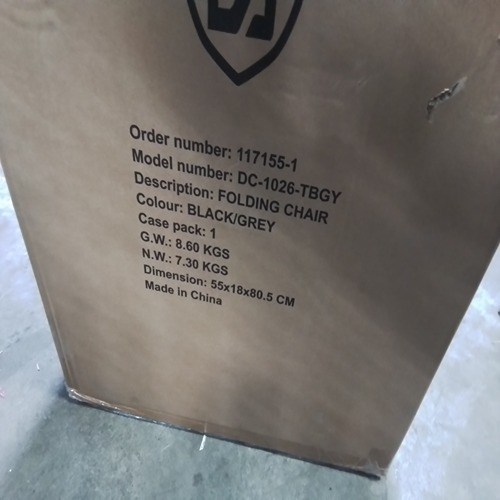 Order number: 117155-1
Model number: DC-1026-TBGY
Description: FOLDING CHAIR
Colour: BLACK/GREY
Case pack: 1
G.W.: 8.60 KGS
N.W.: 7.30 KGS
Dimension: 55x18x80.5 CM
Made in China